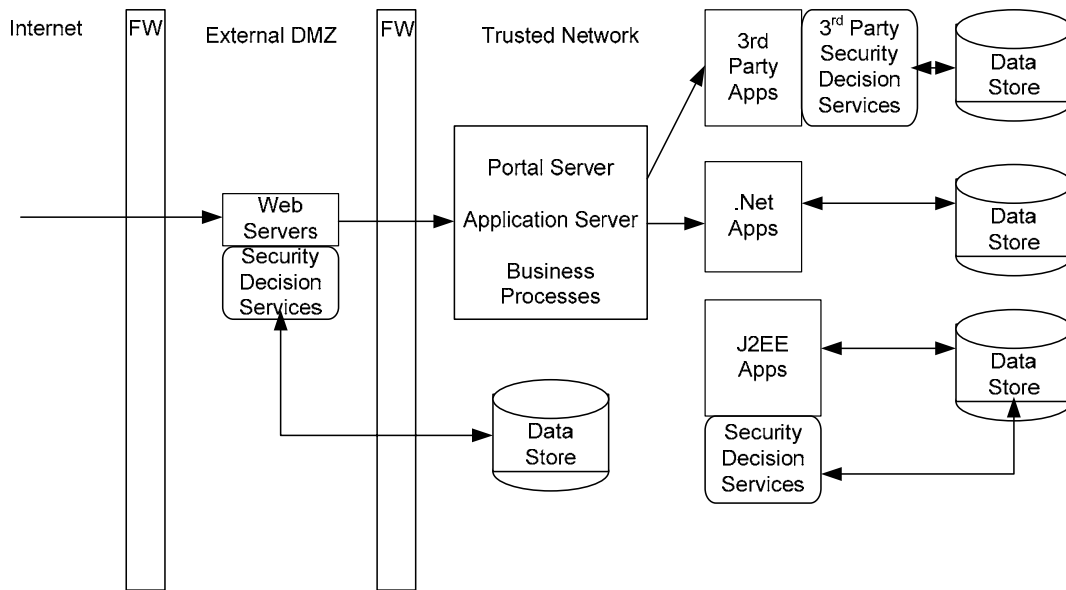 Internet
FW
External DMZ
FW
Trusted Network
3rd
Party
Apps
3rd Party
Security
Decision
Services
Data
Store
Portal Server
Application Server
Business
Processes
Web
Servers
Security
Decision
Services
.Net
Apps
Data
Store
J2EE
Apps
Data
Store
Data
Store
Security
Decision
Services